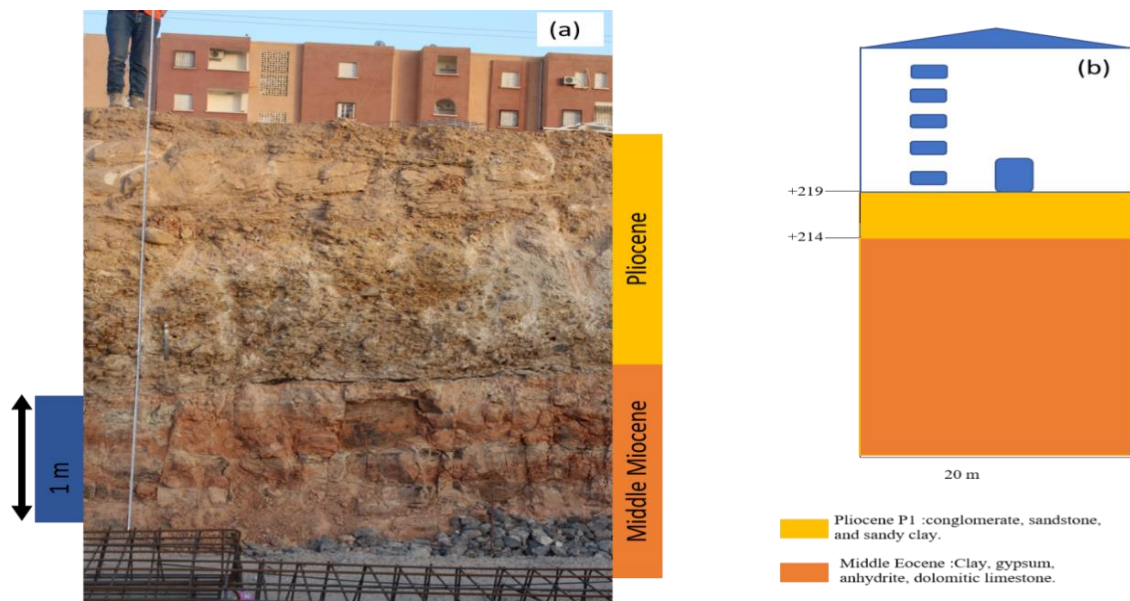 (a)
Pliocene
Middle Miocene
1 m
(b)
+219
+214
20 m
Pliocene P1 :conglomerate, sandstone,
and sandy clay.
Middle Eocene :Clay, gypsum,
anhydrite, dolomitic limestone.